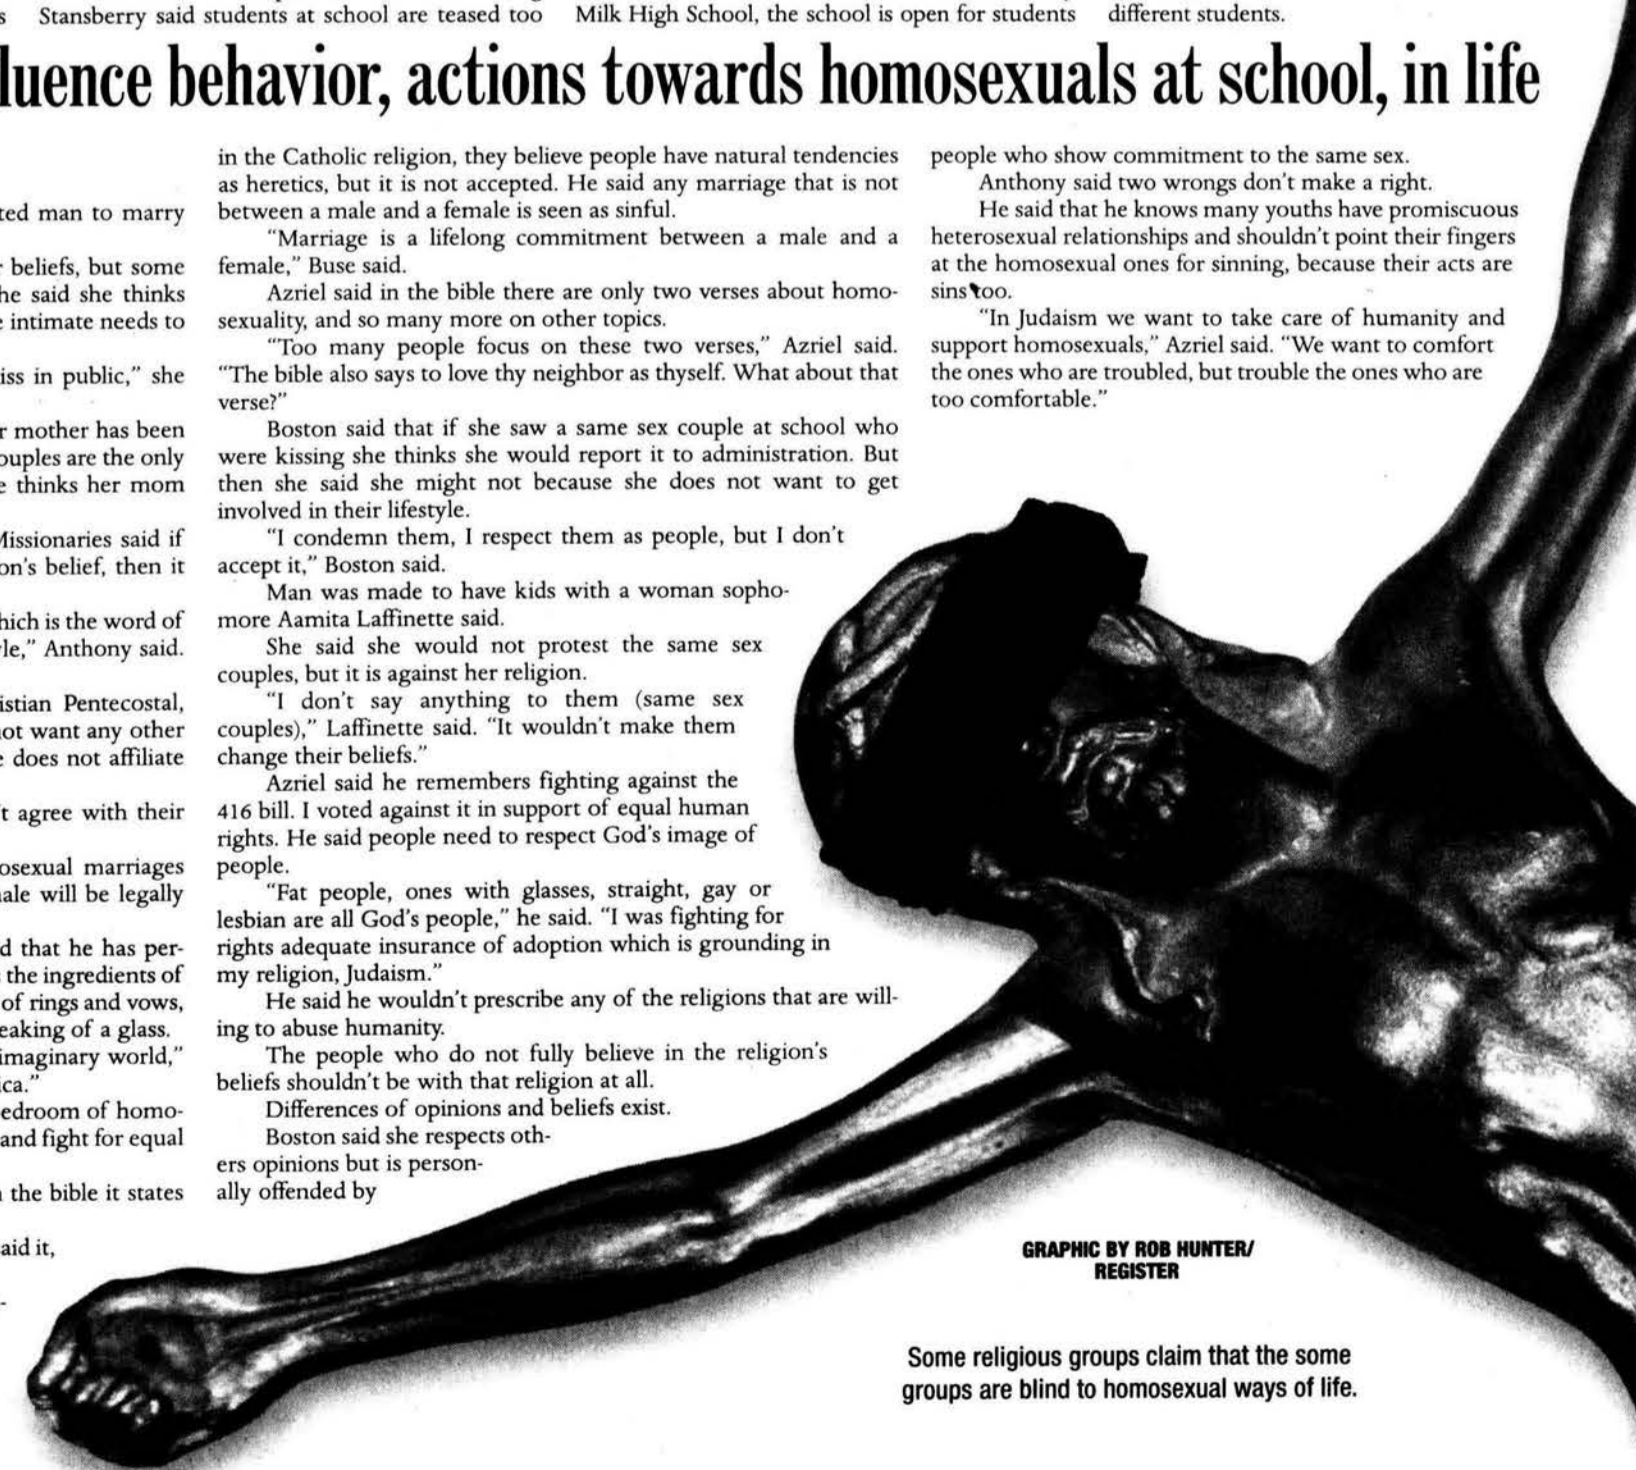 s Stansberry said students at school are teased too
Milk High School, the school is open for students
different students.
luence behavior, actions towards homosexuals at school, in life
ted man to marry
beliefs, but some
he said she thinks
intimate needs to
iss in public,” she
r mother has been
ouples are the only
e thinks her mom
Missionaries said if
on's belief, then it
hich is the word of
le,” Anthony said.
istian Pentecostal,
not want any other
e does not affiliate
t agree with their
osexual marriages
ale will be legally
d that he has per-
the ingredients of
of rings and vows,
eaking of a glass.
imaginary world,”
ica.”
edroom of homo-
and fight for equal
the bible it states
aid it,
-
in the Catholic religion, they believe people have natural tendencies
as heretics, but it is not accepted. He said any marriage that is not
between a male and a female is seen as sinful.
“Marriage is a lifelong commitment between a male and a
female,” Buse said.
Azriel said in the bible there are only two verses about homo-
sexuality, and so many more on other topics.
“Too many people focus on these two verses,” Azriel said.
“The bible also says to love thy neighbor as thyself. What about that
verse?”
Boston said that if she saw a same sex couple at school who
were kissing she thinks she would report it to administration. But
then she said she might not because she does not want to get
involved in their lifestyle.
“I condemn them, I respect them as people, but I don't
accept it,” Boston said.
Man was made to have kids with a woman sopho-
more Aamita Laffinette said.
She said she would not protest the same sex
couples, but it is against her religion.
“I don't say anything to them (same sex
couples),” Laffinette said. “It wouldn't make them
change their beliefs.”
Azriel said he remembers fighting against the
416 bill. I voted against it in support of equal human
rights. He said people need to respect God's image of
people.
“Fat people, ones with glasses, straight, gay or
lesbian are all God's people,” he said. “I was fighting for
rights adequate insurance of adoption which is grounding in
my religion, Judaism.”
He said he wouldn't prescribe any of the religions that are will-
ing to abuse humanity.
The people who do not fully believe in the religion's
beliefs shouldn't be with that religion at all.
Differences of opinions and beliefs exist.
Boston said she respects oth-
ers opinions but is person-
ally offended by
people who show commitment to the same sex.
Anthony said two wrongs don't make a right.
He said that he knows many youths have promiscuous
heterosexual relationships and shouldn't point their fingers
at the homosexual ones for sinning, because their acts are
sins too.
“In Judaism we want to take care of humanity and
support homosexuals,” Azriel said. “We want to comfort
the ones who are troubled, but trouble the ones who are
too comfortable.”
GRAPHIC BY ROB HUNTER/
REGISTER
Some religious groups claim that the some
groups are blind to homosexual ways of life.